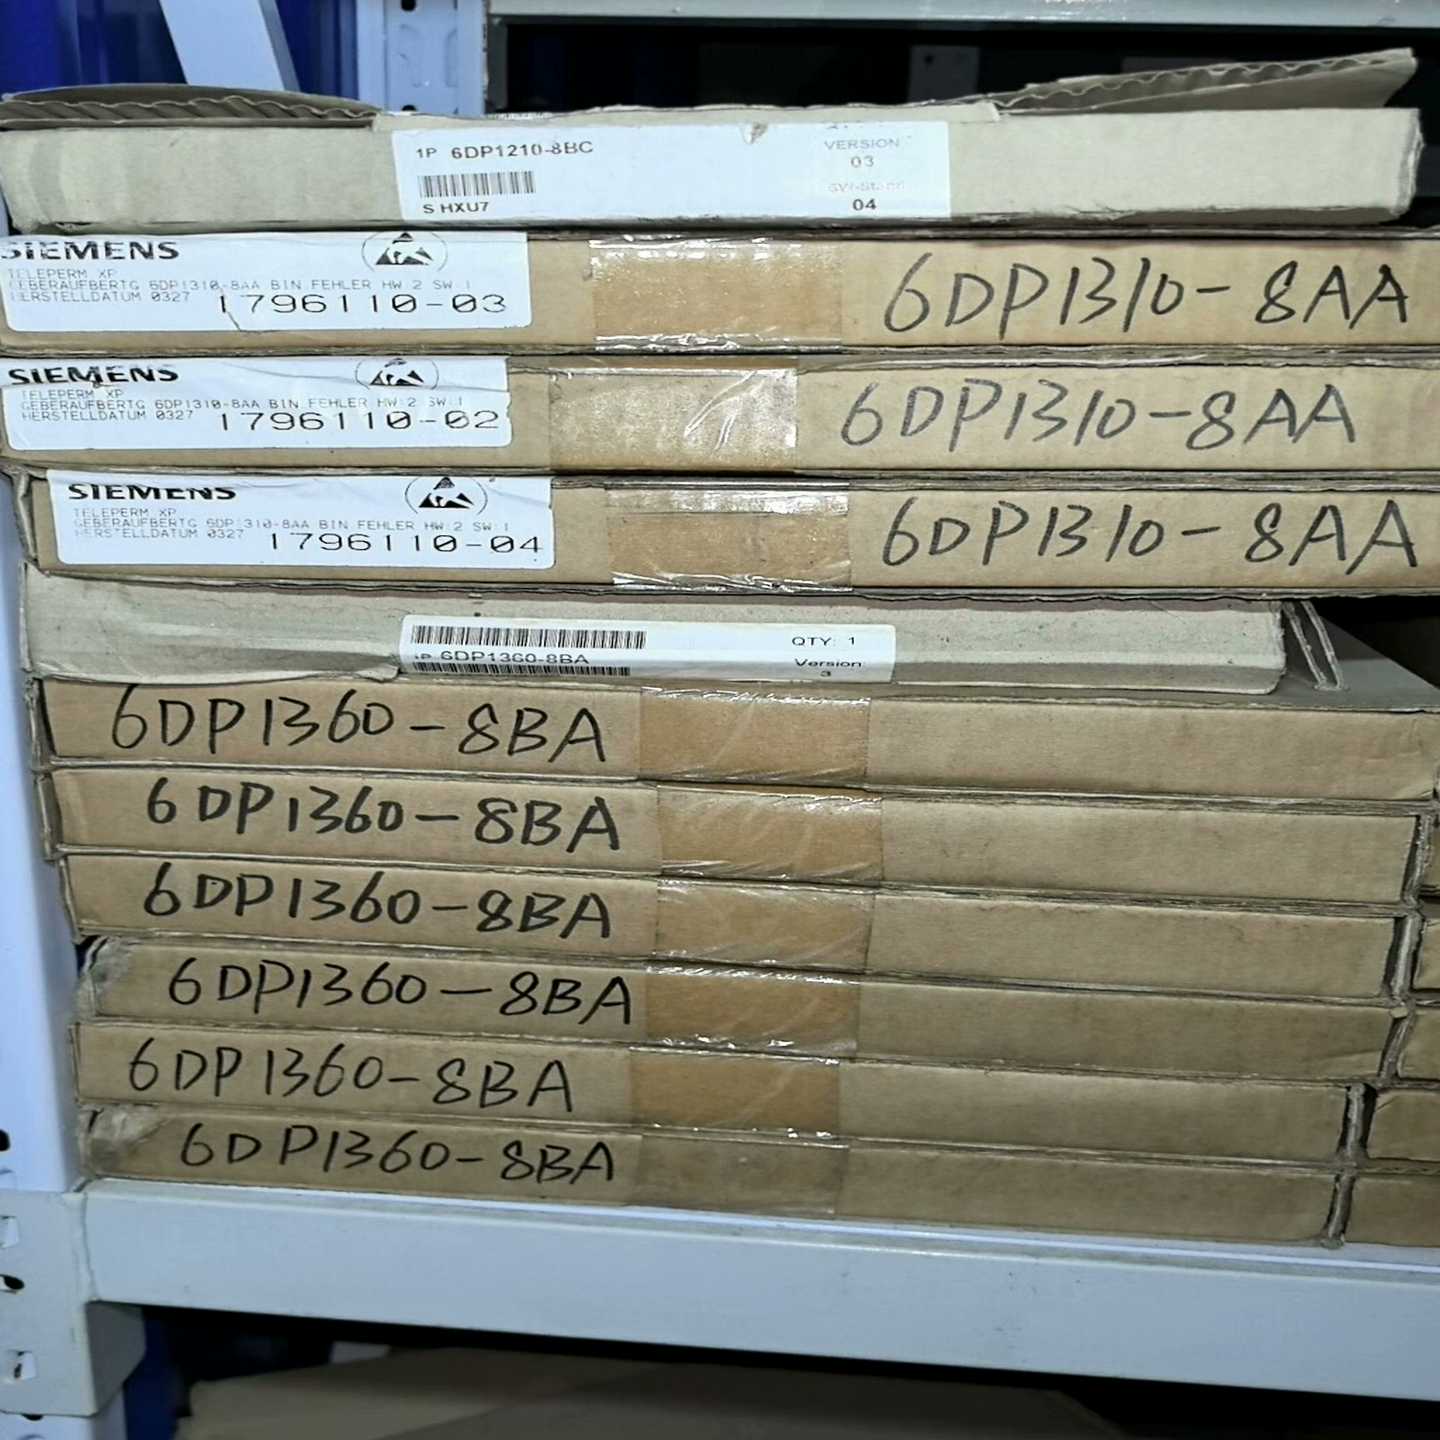 1P 6DP1210-8BC
VERSION
03
SW-Stand
04
S HXU7
SIEMENS
TELEPERM XP
GEBERAUFBERTG 6DP1310-8AA BIN.FEHLER HW:2 SW:1
HERSTELLDATUM 0327 1796110-03
6DP1310-8AA
SIEMENS
TELEPERM XP
GEBERAUFBERTG 6DP1310-8AA BIN FEHLER HW:2 SW:1
HERSTELLDATUM 0327 1796110-02
6DP1310-8AA
SIEMENS
TELEPERM XP
GEBERAUFBERTG 6DP1310-8AA BIN FEHLER HW:2 SW:1
HERSTELLDATUM 0327 1796110-04
6DP1310-8AA
QTY: 1
1P 6DP1360-8BA
Version:
3
6DP1360-8BA
6DP1360-8BA
6DP1360-8BA
6DP1360-8BA
6DP1360-8BA
6DP1360-8BA